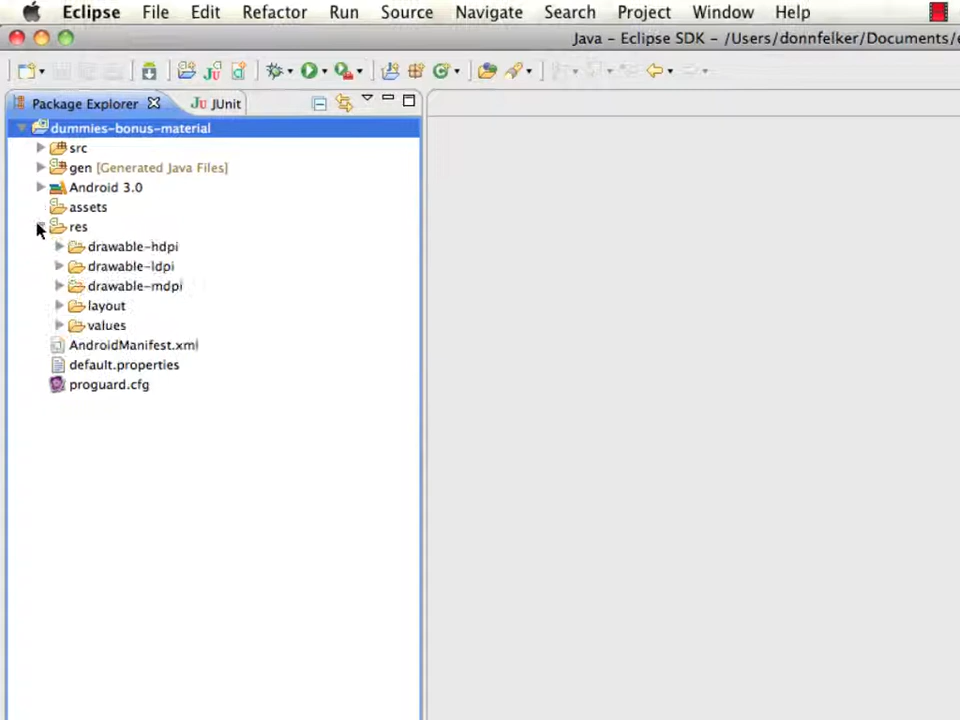 Eclipse File Edit Refactor Run Source Navigate Search Project Window Help
Java – Eclipse SDK – /Users/donnfelker/Documents/e
Package Explorer JUnit
dummies-bonus-material
src
gen [Generated Java Files]
Android 3.0
assets
res
drawable-hdpi
drawable-ldpi
drawable-mdpi
layout
values
AndroidManifest.xml
default.properties
proguard.cfg